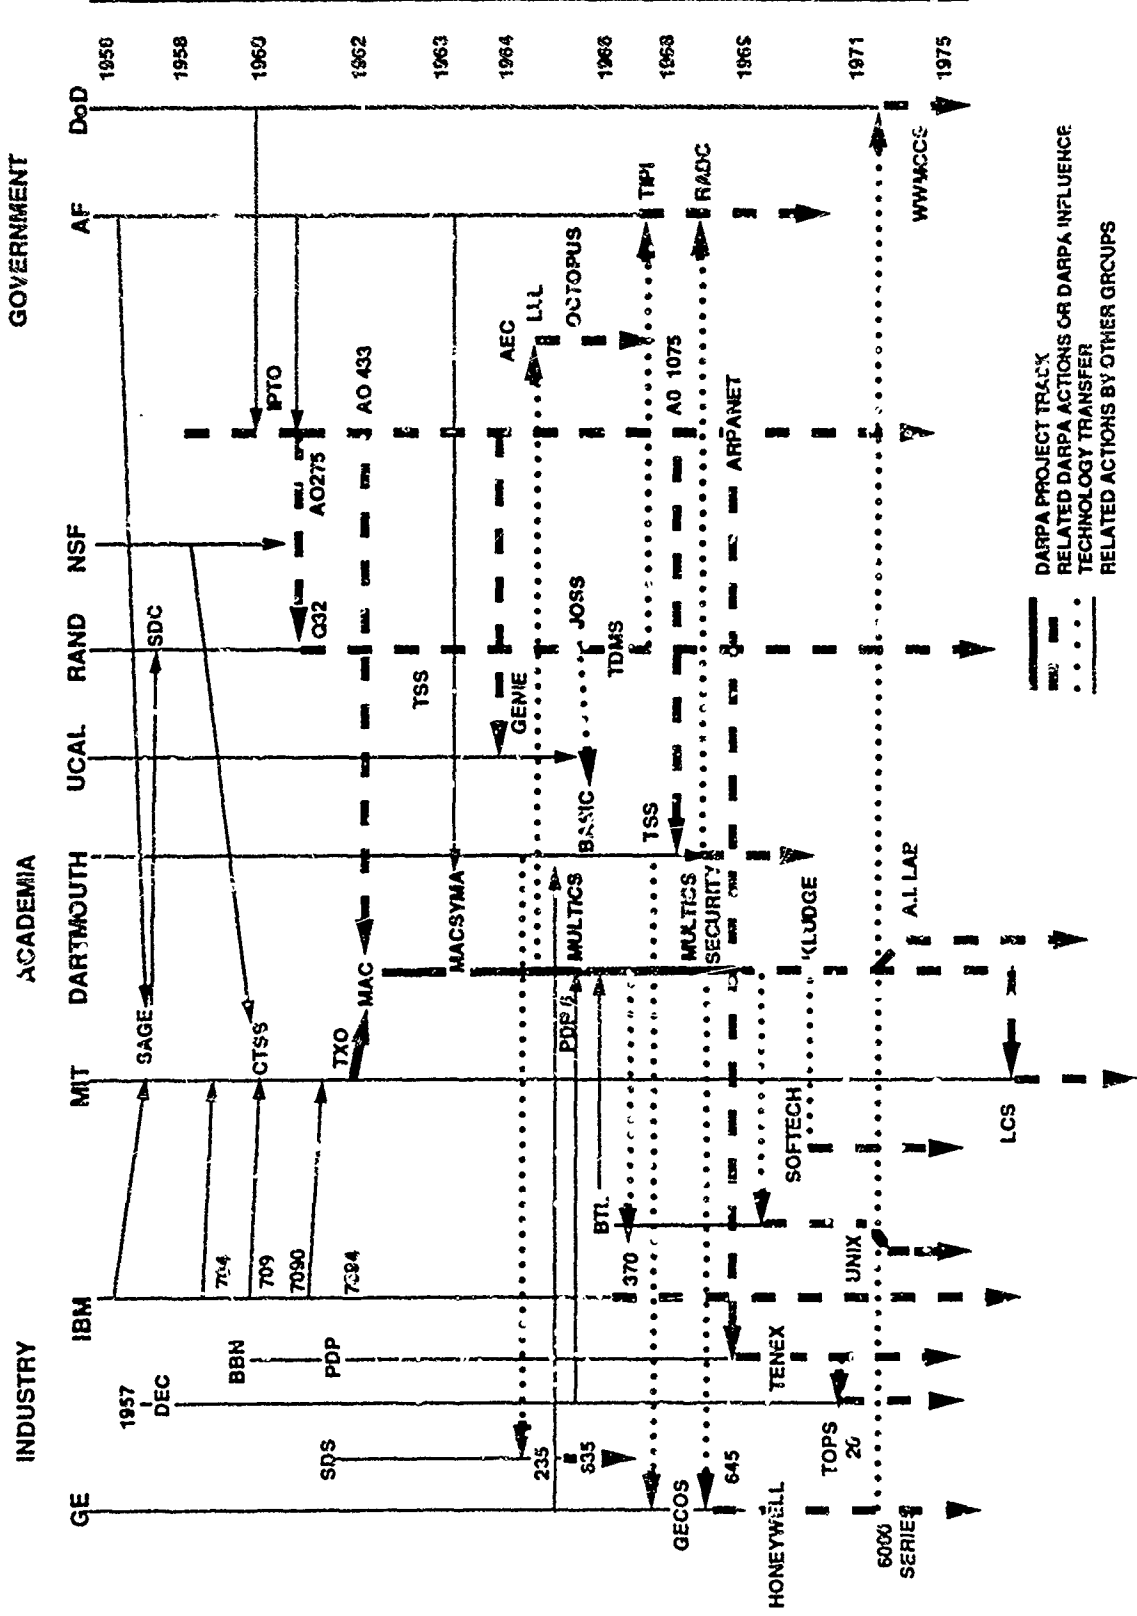 INDUSTRY
ACADEMIA
GOVERNMENT
GE
IBM
MIT
DARTMOUTH
UCAL
RAND
NSF
AF
DoD
1956
1958
1960
1962
1963
1964
1966
1968
1969
1971
1975
1957
DEC
SDS
BBN
PDP
704
709
7090
7094
SAGE
SDC
CTSS
TXO
MAC
IPTO
AO275
Q32
AO 433
TSS
MACSYMA
GENIE
AEC
LLL
OCTOPUS
JOSS
BASIC
TDMS
TIPI
RADC
AO 1075
ARPANET
235
635
PDP 6
MULTICS
BTL
370
TSS
MULTICS
SECURITY
GECOS
645
HONEYWELL
TENEX
TOPS
20
UNIX
SOFTECH
KLUDGE
A.I. LAB
WWMCCS
6000
SERIES
LCS
DARPA PROJECT TRACK
RELATED DARPA ACTIONS OR DARPA INFLUENCE
TECHNOLOGY TRANSFER
RELATED ACTIONS BY OTHER GROUPS